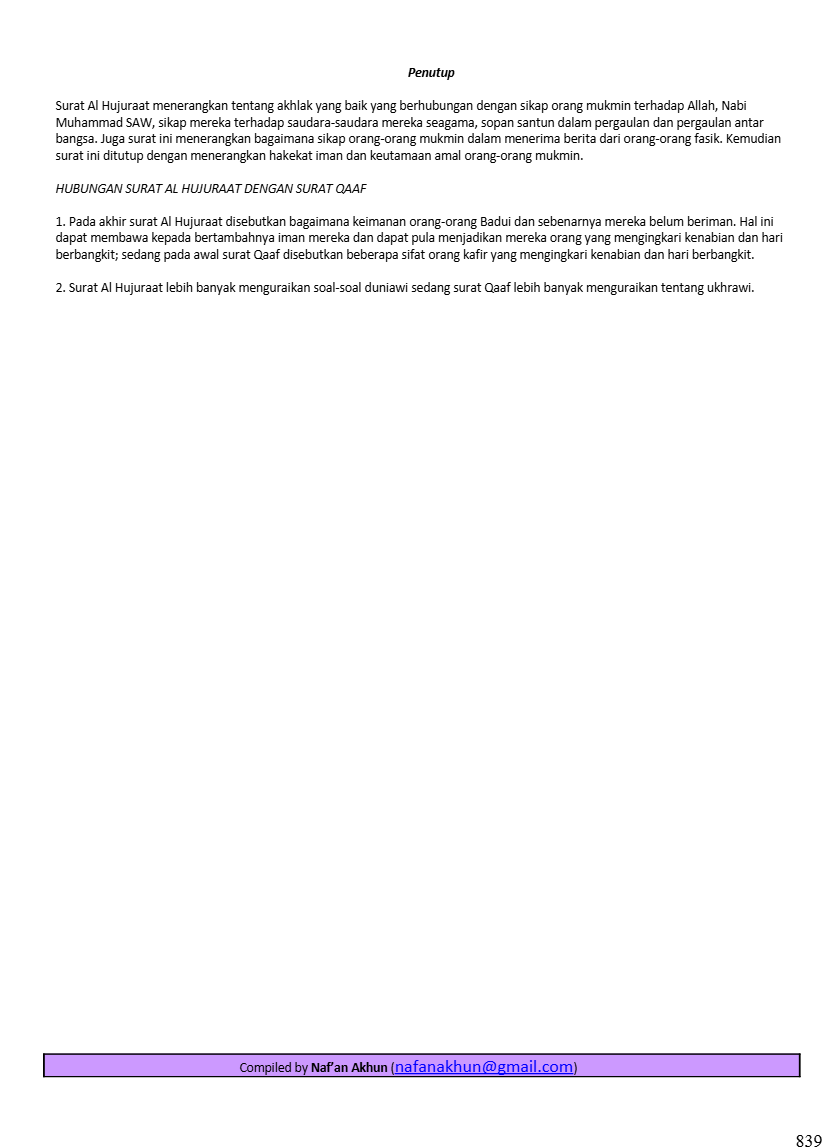 Penutup
Surat Al Hujuraat menerangkan tentang akhlak yang baik yang berhubungan dengan sikap orang mukmin terhadap Allah, Nabi
Muhammad SAW, sikap mereka terhadap saudara-saudara mereka seagama, sopan santun dalam pergaulan dan pergaulan antar
bangsa. Juga surat ini menerangkan bagaimana sikap orang-orang mukmin dalam menerima berita dari orang-orang fasik. Kemudian
surat ini ditutup dengan menerangkan hakekat iman dan keutamaan amal orang-orang mukmin.
HUBUNGAN SURAT AL HUJURAAT DENGAN SURAT QAAF
1. Pada akhir surat Al Hujuraat disebutkan bagaimana keimanan orang-orang Badui dan sebenarnya mereka belum beriman. Hal ini
dapat membawa kepada bertambahnya iman mereka dan dapat pula menjadikan mereka orang yang mengingkari kenabian dan hari
berbangkit; sedang pada awal surat Qaaf disebutkan beberapa sifat orang kafir yang mengingkari kenabian dan hari berbangkit.
2. Surat Al Hujuraat lebih banyak menguraikan soal-soal duniawi sedang surat Qaaf lebih banyak menguraikan tentang ukhrawi.
Compiled by Naf’an Akhun (nafanakhun@gmail.com)
839